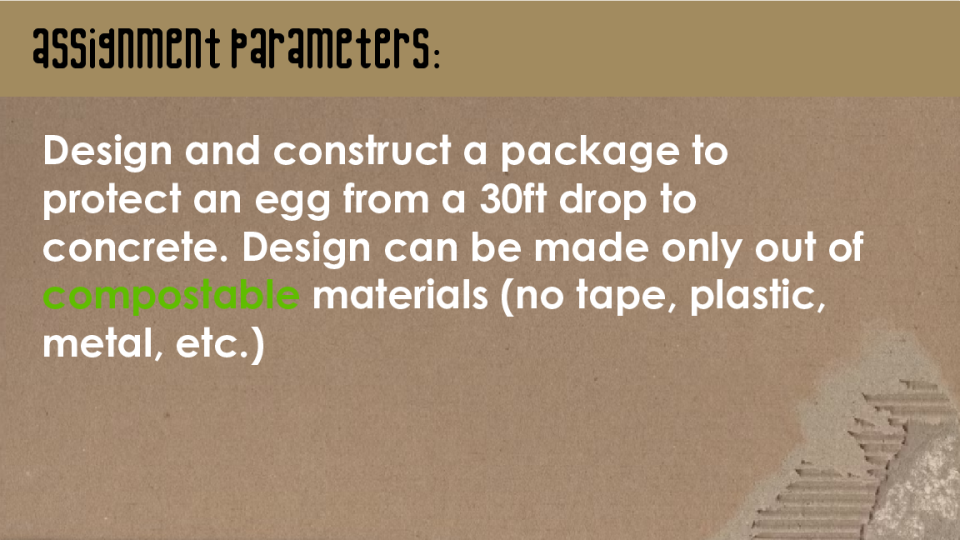 Assignment Parameters:
Design and construct a package to
protect an egg from a 30ft drop to
concrete. Design can be made only out of
compostable materials (no tape, plastic,
metal, etc.)